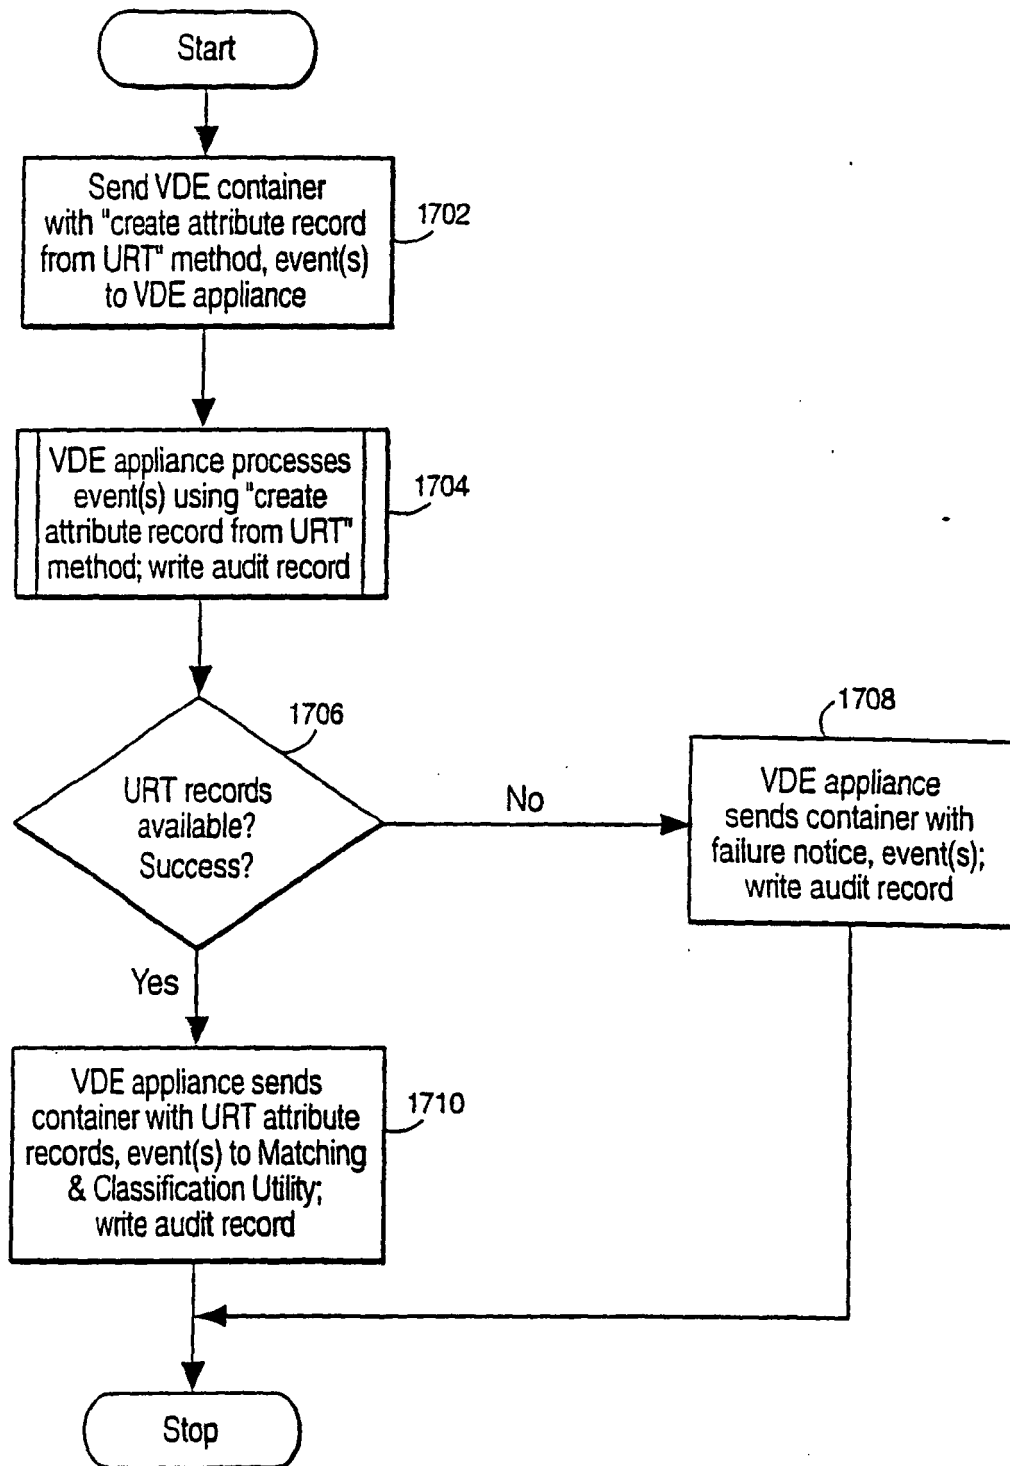 Start
Send VDE container
with "create attribute record
from URT" method, event(s)
to VDE appliance
1702
VDE appliance processes
event(s) using "create
attribute record from URT"
method; write audit record
1704
1706
URT records
available?
Success?
No
1708
VDE appliance
sends container with
failure notice, event(s);
write audit record
Yes
VDE appliance sends
container with URT attribute
records, event(s) to Matching
& Classification Utility;
write audit record
1710
Stop